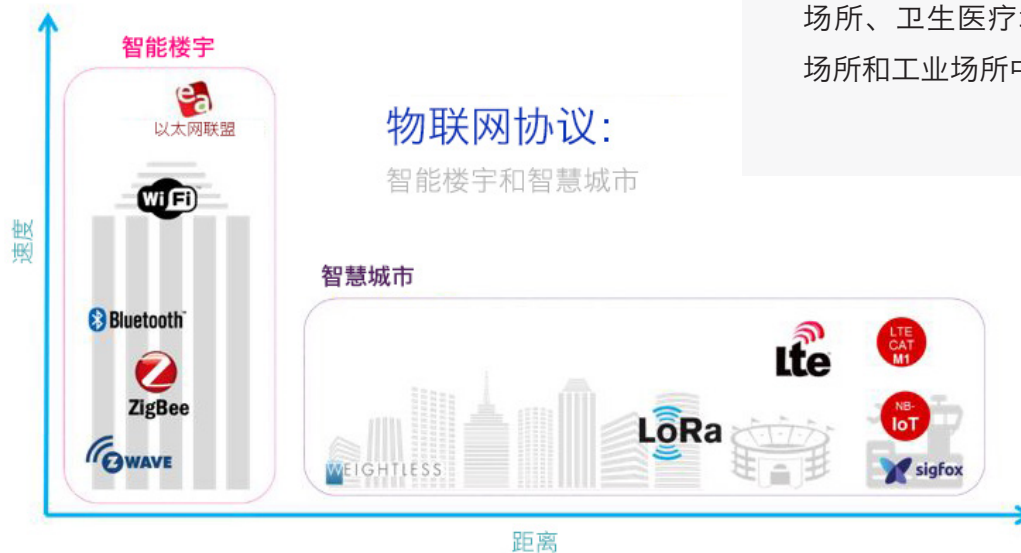 场所、卫生医疗
场所和工业场所
智能楼宇
ea
以太网联盟
物联网协议:
智能楼宇和智慧城市
WiFi
速度
智慧城市
Bluetooth
ZigBee
Z WAVE
Lte
LTE
CAT
M1
NB-
IoT
LoRa
WEIGHTLESS
sigfox
距离